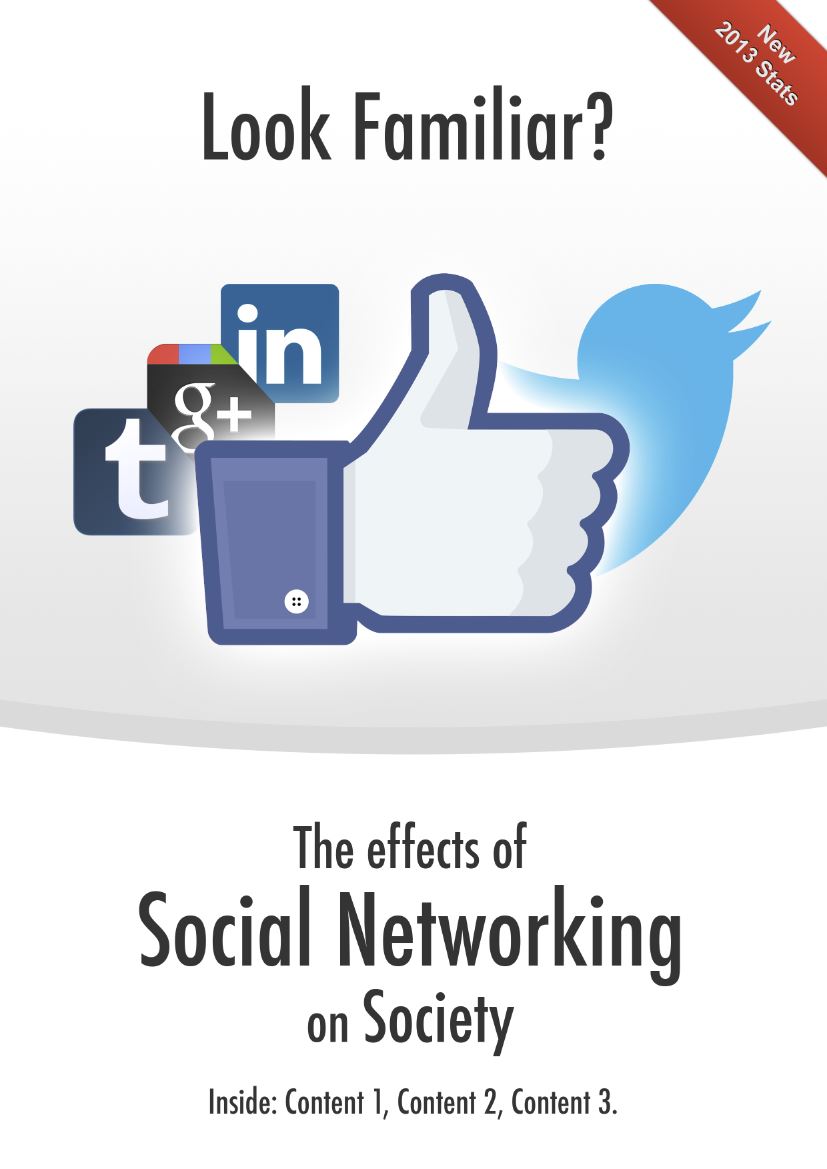 New
2013 Stats
Look Familiar?
in
g+
t
The effects of
Social Networking
on Society
Inside: Content 1, Content 2, Content 3.